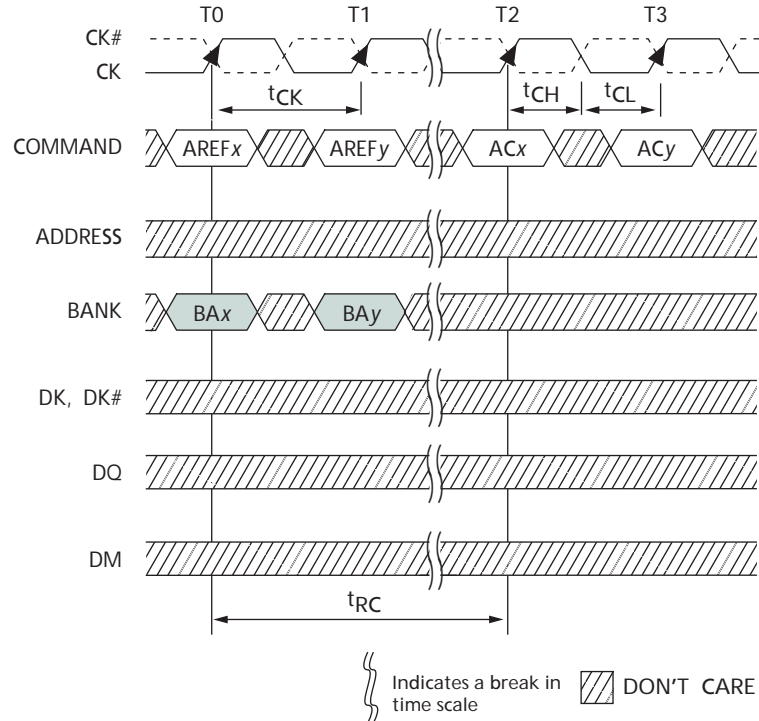 T0 T1 T2 T3
CK#
CK
tCK tCH tCL
COMMAND AREFx AREFy ACx ACy
ADDRESS
BANK BAx BAy
DK, DK#
DQ
DM
tRC
Indicates a break in
time scale
DON'T CARE